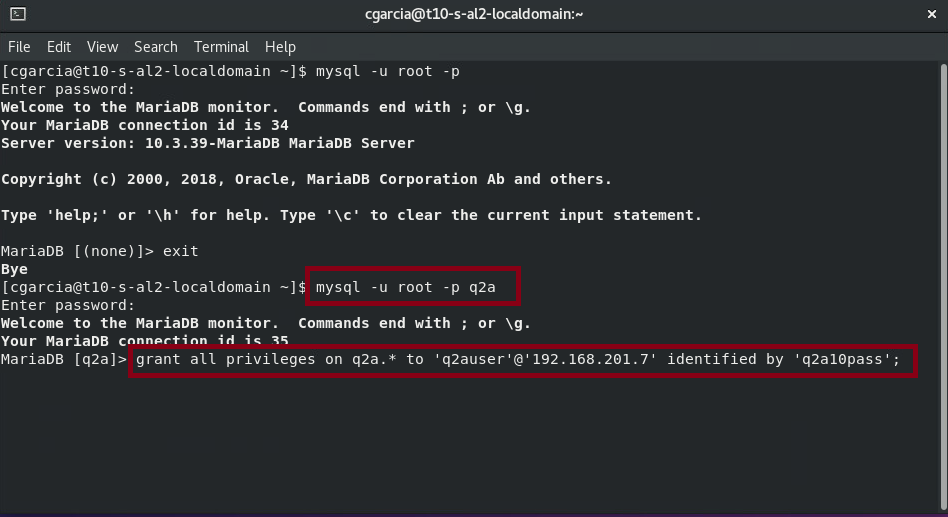 cgarcia@t10-s-al2-localdomain:~
File Edit View Search Terminal Help
[cgarcia@t10-s-al2-localdomain ~]$ mysql -u root -p
Enter password:
Welcome to the MariaDB monitor.  Commands end with ; or \g.
Your MariaDB connection id is 34
Server version: 10.3.39-MariaDB MariaDB Server
Copyright (c) 2000, 2018, Oracle, MariaDB Corporation Ab and others.
Type 'help;' or '\h' for help. Type '\c' to clear the current input statement.
MariaDB [(none)]> exit
Bye
[cgarcia@t10-s-al2-localdomain ~]$ mysql -u root -p q2a
Enter password:
Welcome to the MariaDB monitor.  Commands end with ; or \g.
Your MariaDB connection id is 35
MariaDB [q2a]> grant all privileges on q2a.* to 'q2auser'@'192.168.201.7' identified by 'q2a10pass';